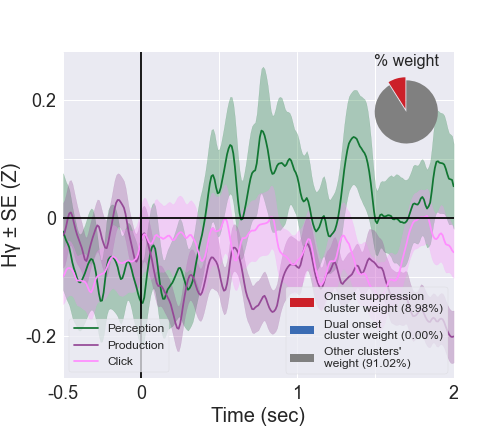 % weight
Hγ ± SE (Z)
0.2
0
-0.2
Perception
Production
Click
Onset suppression
cluster weight (8.98%)
Dual onset
cluster weight (0.00%)
Other clusters'
weight (91.02%)
-0.5
0
1
2
Time (sec)